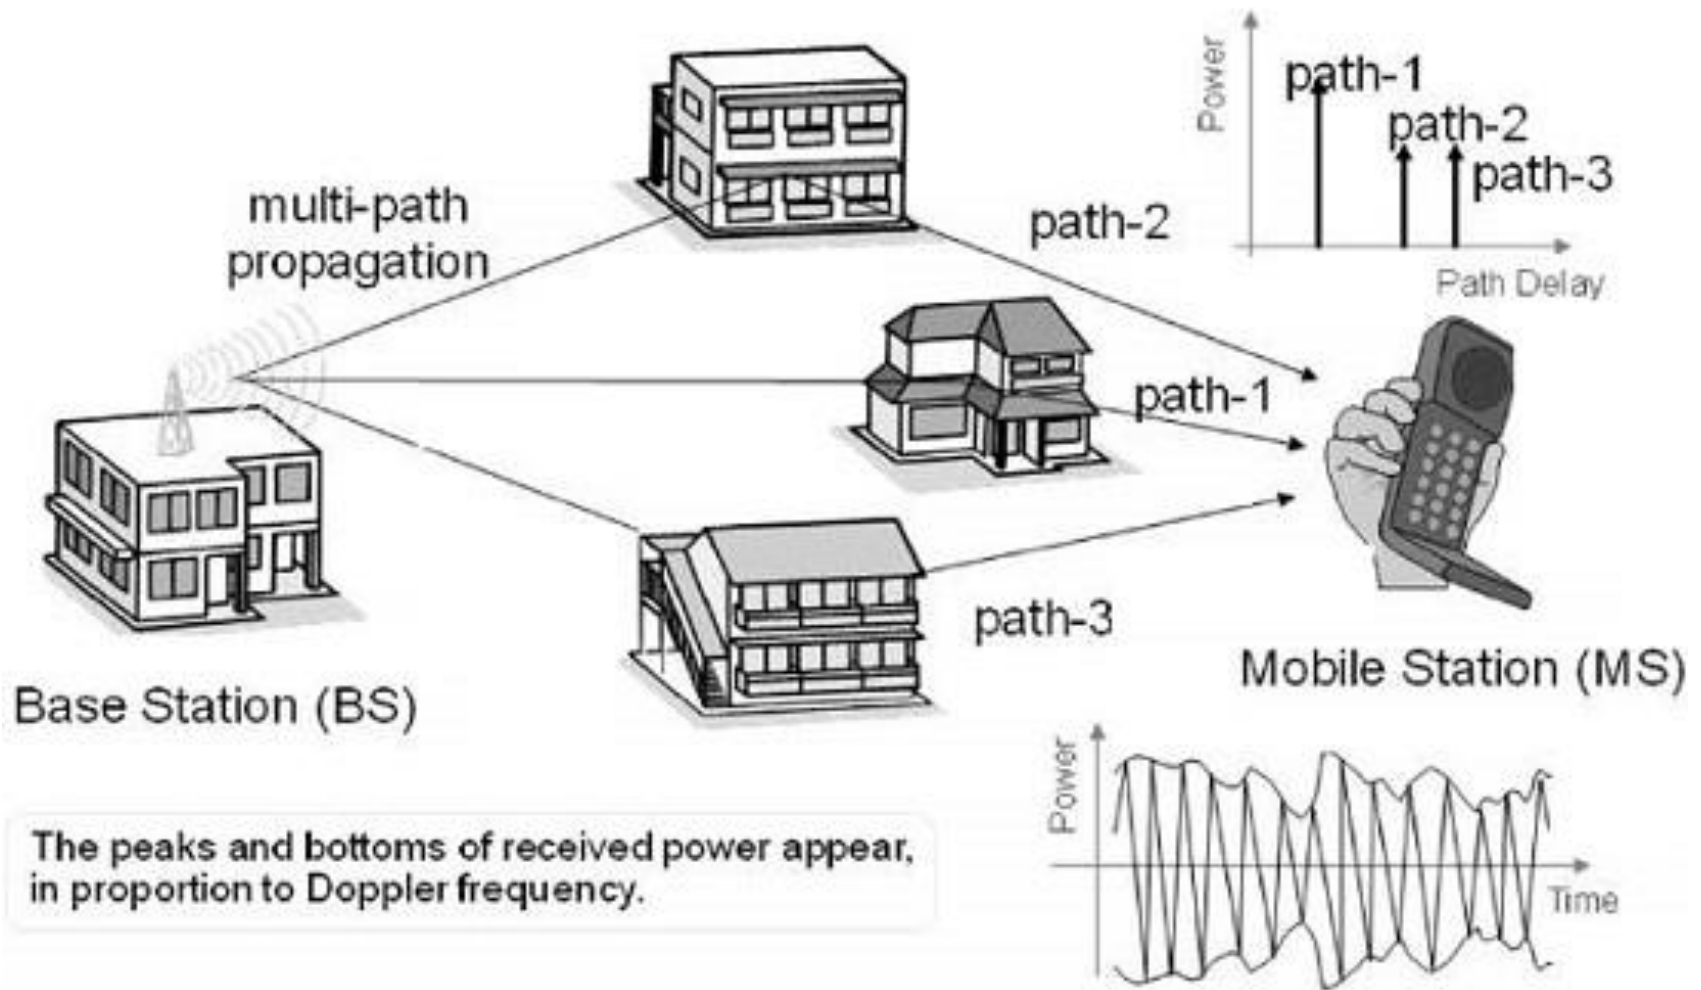 Power
path-1
path-2
path-3
Path Delay
multi-path
propagation
path-2
path-1
path-3
Base Station (BS)
Mobile Station (MS)
The peaks and bottoms of received power appear,
in proportion to Doppler frequency.
Power
Time